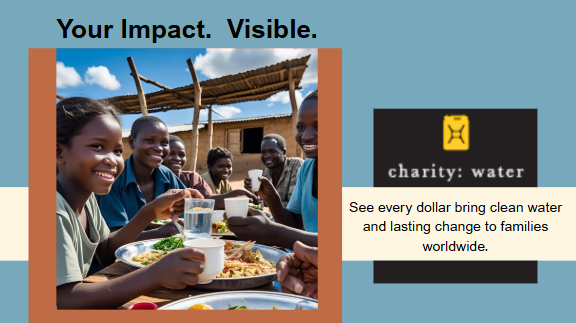 Your Impact.  Visible.
charity: water
See every dollar bring clean water
and lasting change to families
worldwide.